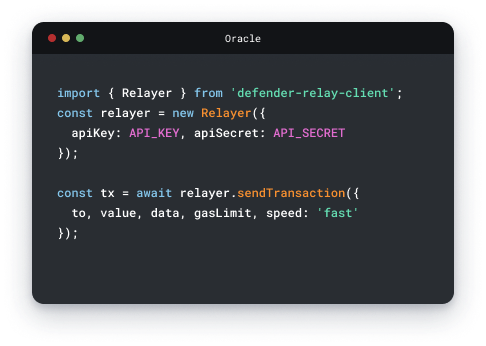 Oracle
import { Relayer } from 'defender-relay-client';
const relayer = new Relayer({
  apiKey: API_KEY, apiSecret: API_SECRET
});
const tx = await relayer.sendTransaction({
  to, value, data, gasLimit, speed: 'fast'
});